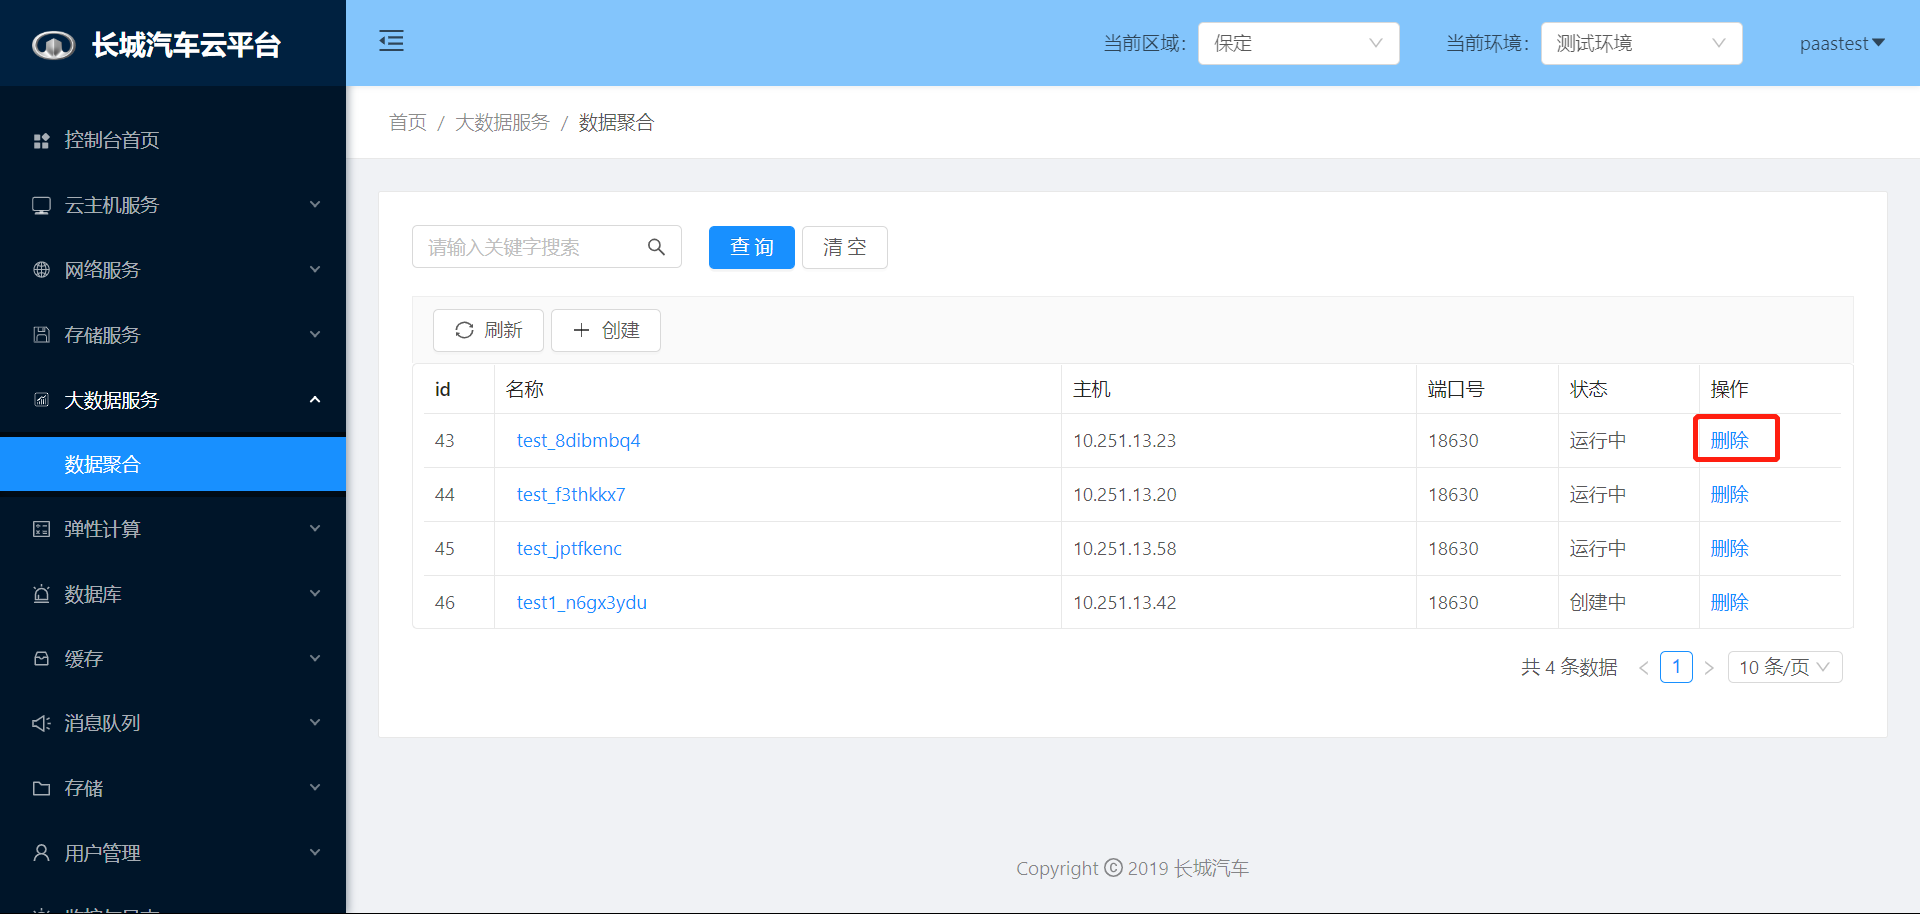 长城汽车云平台
当前区域: 保定
当前环境: 测试环境
paastest
控制台首页
云主机服务
网络服务
存储服务
大数据服务
数据聚合
弹性计算
数据库
缓存
消息队列
存储
用户管理
首页 / 大数据服务 / 数据聚合
请输入关键字搜索
查询
清空
刷新
创建
id 名称 主机 端口号 状态 操作
43 test_8dibmbq4 10.251.13.23 18630 运行中 删除
44 test_f3thkkx7 10.251.13.20 18630 运行中 删除
45 test_jptfkenc 10.251.13.58 18630 运行中 删除
46 test1_n6gx3ydu 10.251.13.42 18630 创建中 删除
共 4 条数据 < 1 > 10 条/页
Copyright © 2019 长城汽车